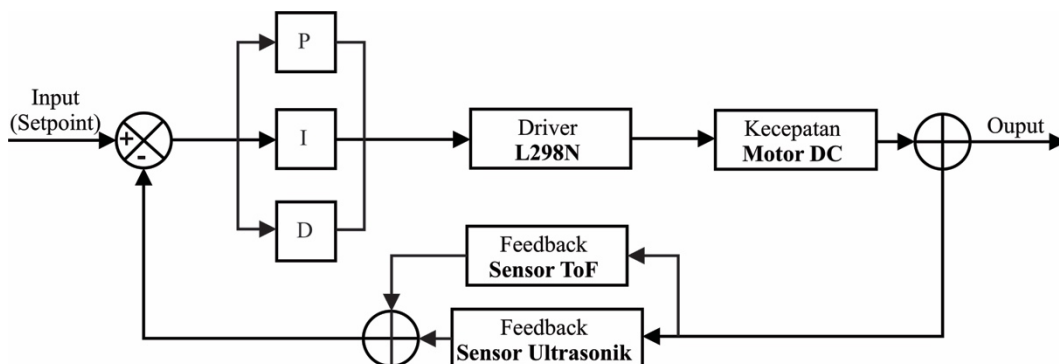 P
Input
(Setpoint)
+
-
I
Driver
L298N
Kecepatan
Motor DC
Ouput
D
Feedback
Sensor ToF
Feedback
Sensor Ultrasonik